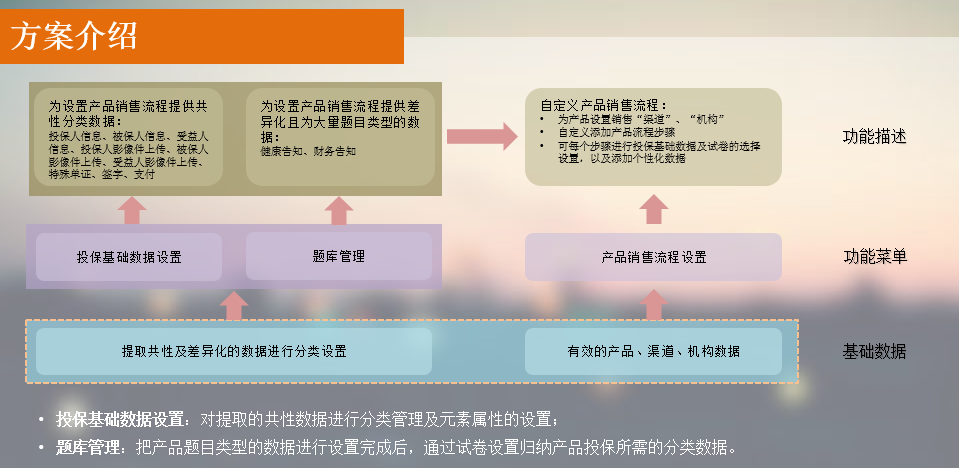 方案介绍
为设置产品销售流程提供共
性分类数据：
投保人信息、被保人信息、受益人
信息、投保人影像件上传、被保人
影像件上传、受益人影像件上传、
特殊单证、签字、支付
为设置产品销售流程提供差
异化且为大量题目类型的数
据：
健康告知、财务告知
自定义产品销售流程：
• 为产品设置销售“渠道”、“机构”
• 自定义添加产品流程步骤
• 可每个步骤进行投保基础数据及试卷的选择
设置，以及添加个性化数据
功能描述
投保基础数据设置
题库管理
产品销售流程设置
功能菜单
提取共性及差异化的数据进行分类设置
有效的产品、渠道、机构数据
基础数据
• 投保基础数据设置：对提取的共性数据进行分类管理及元素属性的设置；
• 题库管理：把产品题目类型的数据进行设置完成后，通过试卷设置归纳产品投保所需的分类数据。